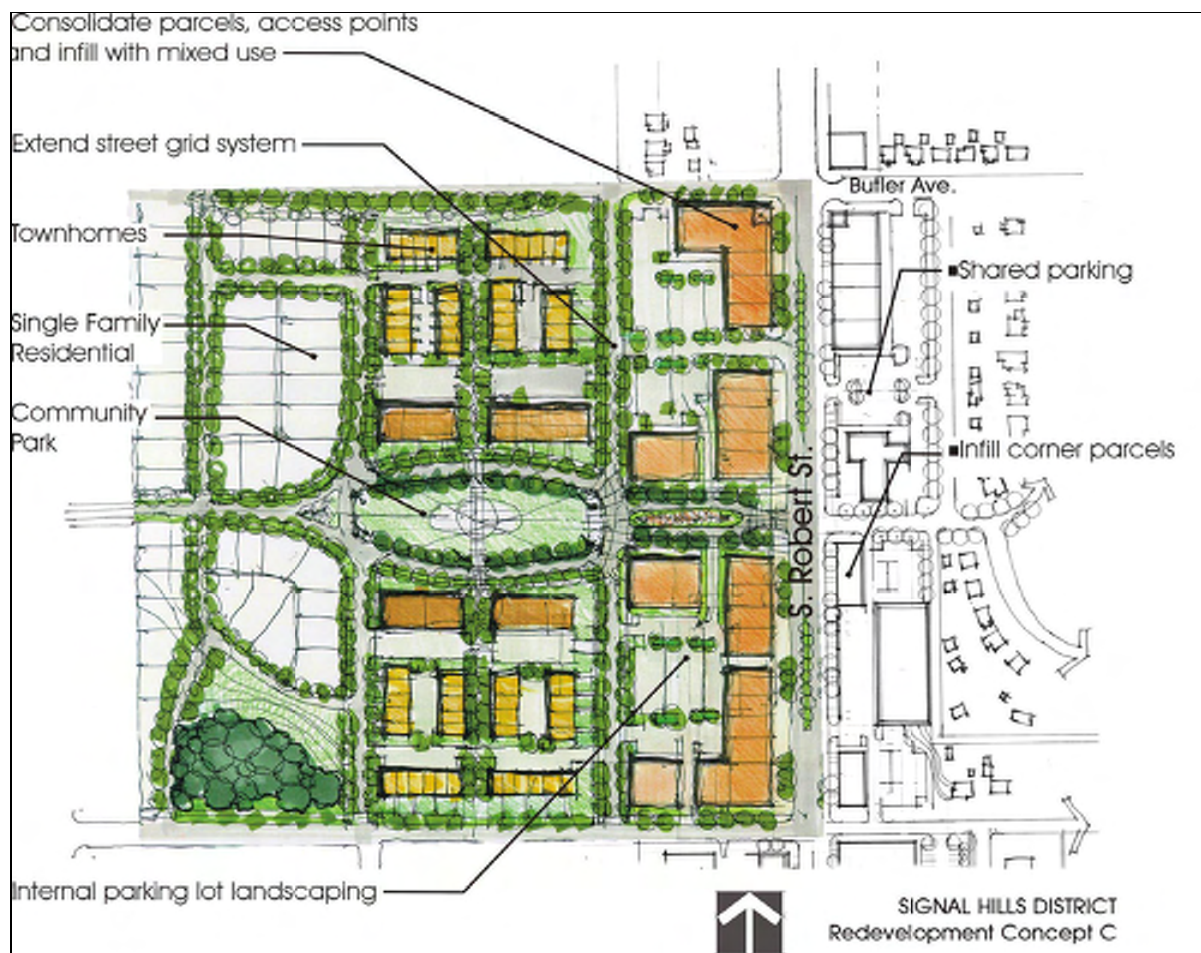 Consolidate parcels, access points
and infill with mixed use
Extend street grid system
Butler Ave.
Townhomes
Shared parking
Single Family
Residential
Community
Park
Infill corner parcels
S. Robert St.
Internal parking lot landscaping
SIGNAL HILLS DISTRICT
Redevelopment Concept C